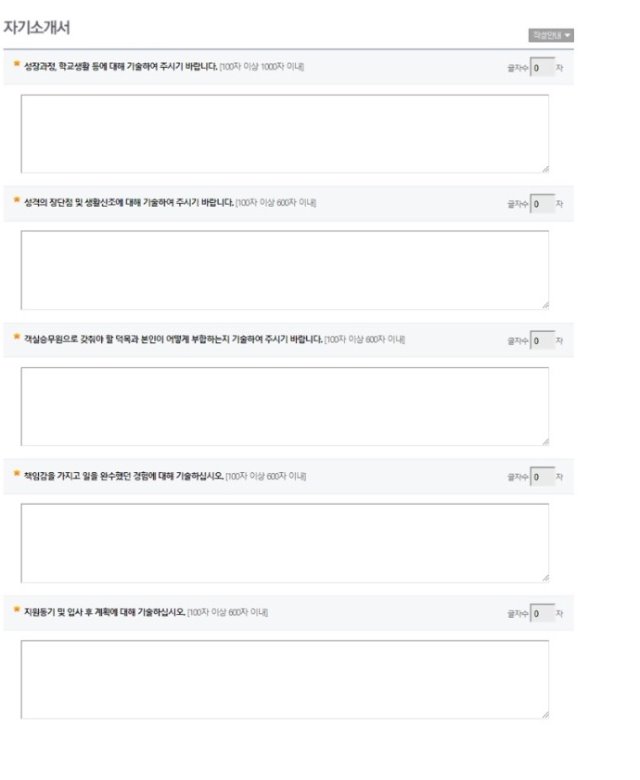 자기소개서
작성안내 ▼
* 성장과정, 학교생활 등에 대해 기술하여 주시기 바랍니다. [100자 이상 1000자 이내] 글자수 0 자
* 성격의 장단점 및 생활신조에 대해 기술하여 주시기 바랍니다. [100자 이상 600자 이내] 글자수 0 자
* 객실승무원으로 갖춰야 할 덕목과 본인이 어떻게 부합하는지 기술하여 주시기 바랍니다. [100자 이상 600자 이내] 글자수 0 자
* 책임감을 가지고 일을 완수했던 경험에 대해 기술하십시오. [100자 이상 600자 이내] 글자수 0 자
* 지원동기 및 입사 후 계획에 대해 기술하십시오. [100자 이상 600자 이내] 글자수 0 자